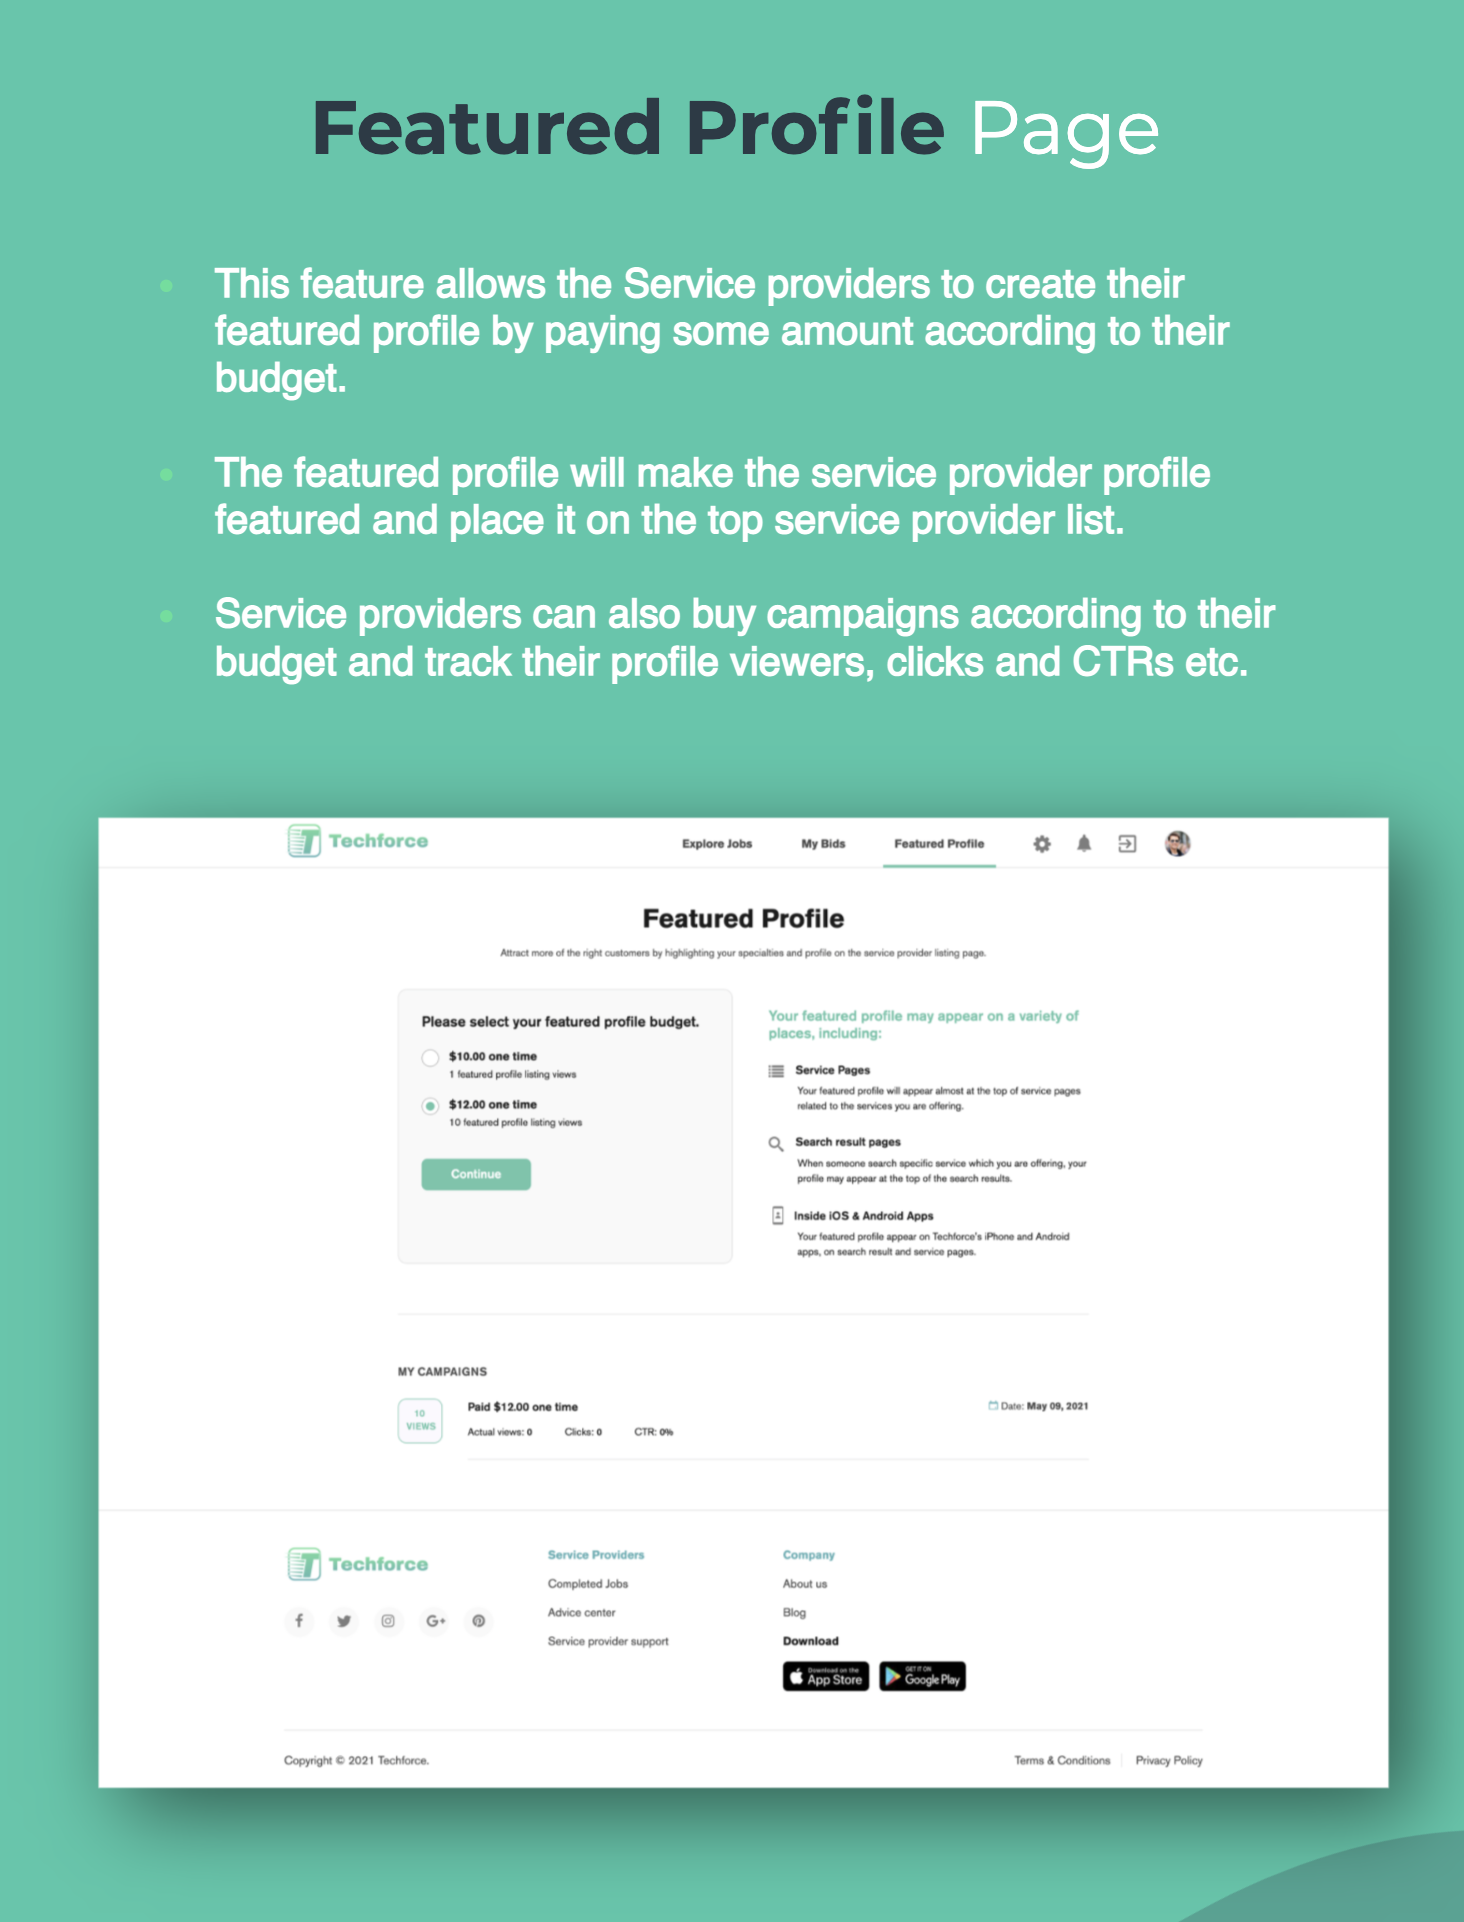 Featured Profile Page
This feature allows the Service providers to create their
featured profile by paying some amount according to their
budget.
The featured profile will make the service provider profile
featured and place it on the top service provider list.
Service providers can also buy campaigns according to their
budget and track their profile viewers, clicks and CTRs etc.
Techforce
Explore Jobs
My Bids
Featured Profile
Featured Profile
Attract more of the right customers by highlighting your specialties and profile on the service provider listing page.
Please select your featured profile budget.
$10.00 one time
1 featured profile listing views
$12.00 one time
10 featured profile listing views
Continue
Your featured profile may appear on a variety of
places, including:
Service Pages
Your featured profile will appear almost at the top of service pages
related to the services you are offering.
Search result pages
When someone search specific service which you are offering, your
profile may appear at the top of the search results.
Inside iOS & Android Apps
Your featured profile appear on Techforce's iPhone and Android
apps, on search result and service pages.
MY CAMPAIGNS
10
VIEWS
Paid $12.00 one time
Date: May 09, 2021
Actual views: 0 Clicks: 0 CTR: 0%
Techforce
Service Providers
Completed Jobs
Advice center
Service provider support
Company
About us
Blog
Download
Download on the
App Store
GET IT ON
Google Play
Copyright © 2021 Techforce.
Terms & Conditions
Privacy Policy